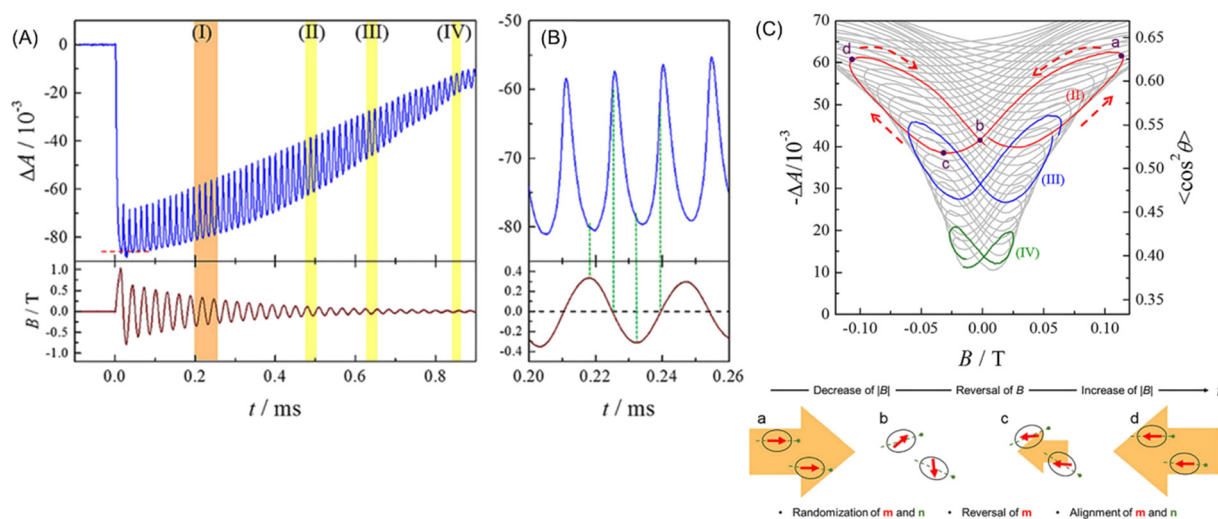 (A)
(I)
(II)
(III)
(IV)
0
-20
-40
-60
-80
ΔA / 10⁻³
1.0
0.5
0.0
0.5
1.0
B / T
0.0
0.2
0.4
0.6
0.8
t / ms
(B)
-50
-60
-70
-80
0.4
0.2
0.0
-0.2
-0.4
0.20
0.22
0.24
0.26
t / ms
(C)
70
60
50
40
30
20
10
0
-ΔA/10⁻³
0.65
0.60
0.55
0.50
0.45
0.40
0.35
<cos²θ>
d
a
b
c
(II)
(III)
(IV)
-0.10
-0.05
0.00
0.05
0.10
B / T
Decrease of |B|
Reversal of B
Increase of |B|
a
b
c
d
• Randomization of m and n
• Reversal of m
• Alignment of m and n